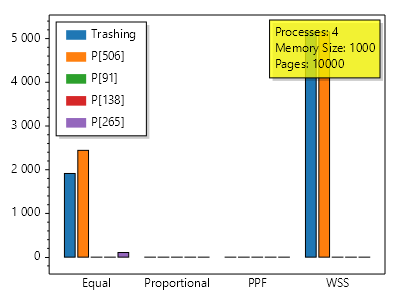 Trashing
P[506]
P[91]
P[138]
P[265]
Processes: 4
Memory Size: 1000
Pages: 10000
5 000
4 000
3 000
2 000
1 000
0
Equal Proportional PPF WSS